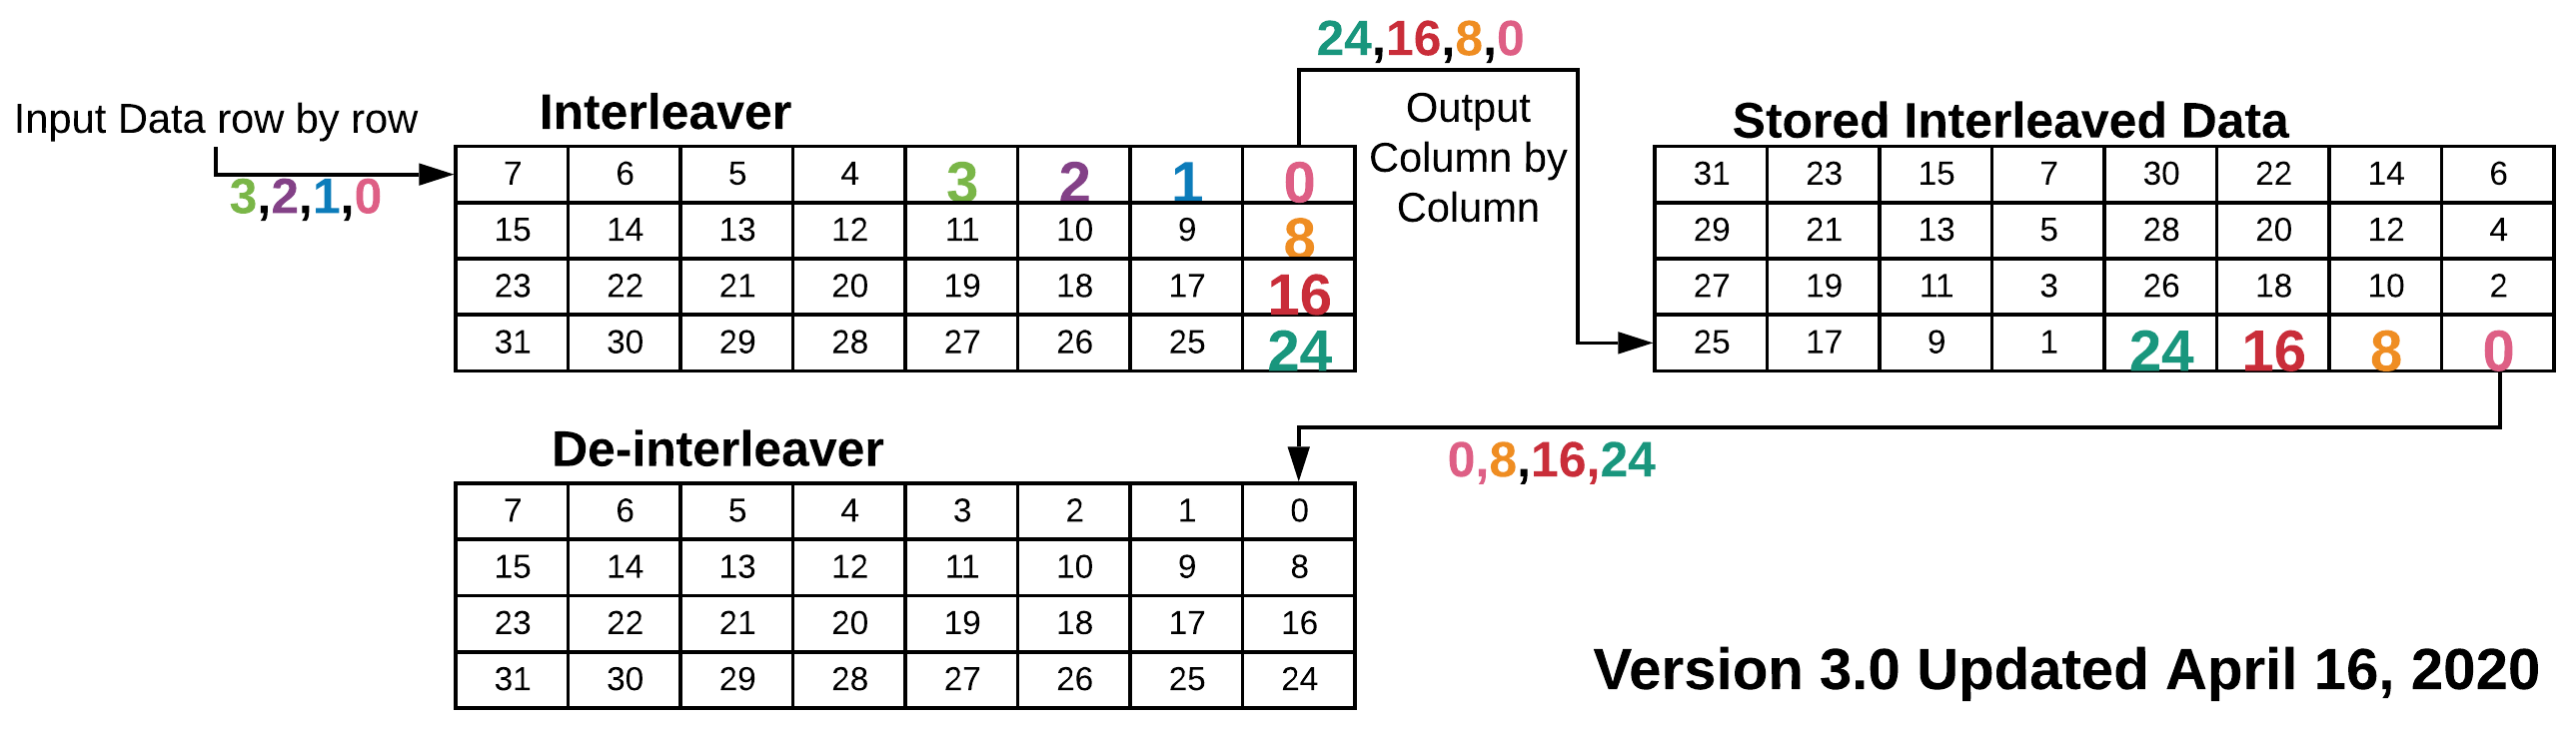 24,16,8,0
Input Data row by row
3,2,1,0
Interleaver
7 6 5 4 3 2 1 0
15 14 13 12 11 10 9 8
23 22 21 20 19 18 17 16
31 30 29 28 27 26 25 24
Output
Column by
Column
Stored Interleaved Data
31 23 15 7 30 22 14 6
29 21 13 5 28 20 12 4
27 19 11 3 26 18 10 2
25 17 9 1 24 16 8 0
0,8,16,24
De-interleaver
7 6 5 4 3 2 1 0
15 14 13 12 11 10 9 8
23 22 21 20 19 18 17 16
31 30 29 28 27 26 25 24
Version 3.0 Updated April 16, 2020